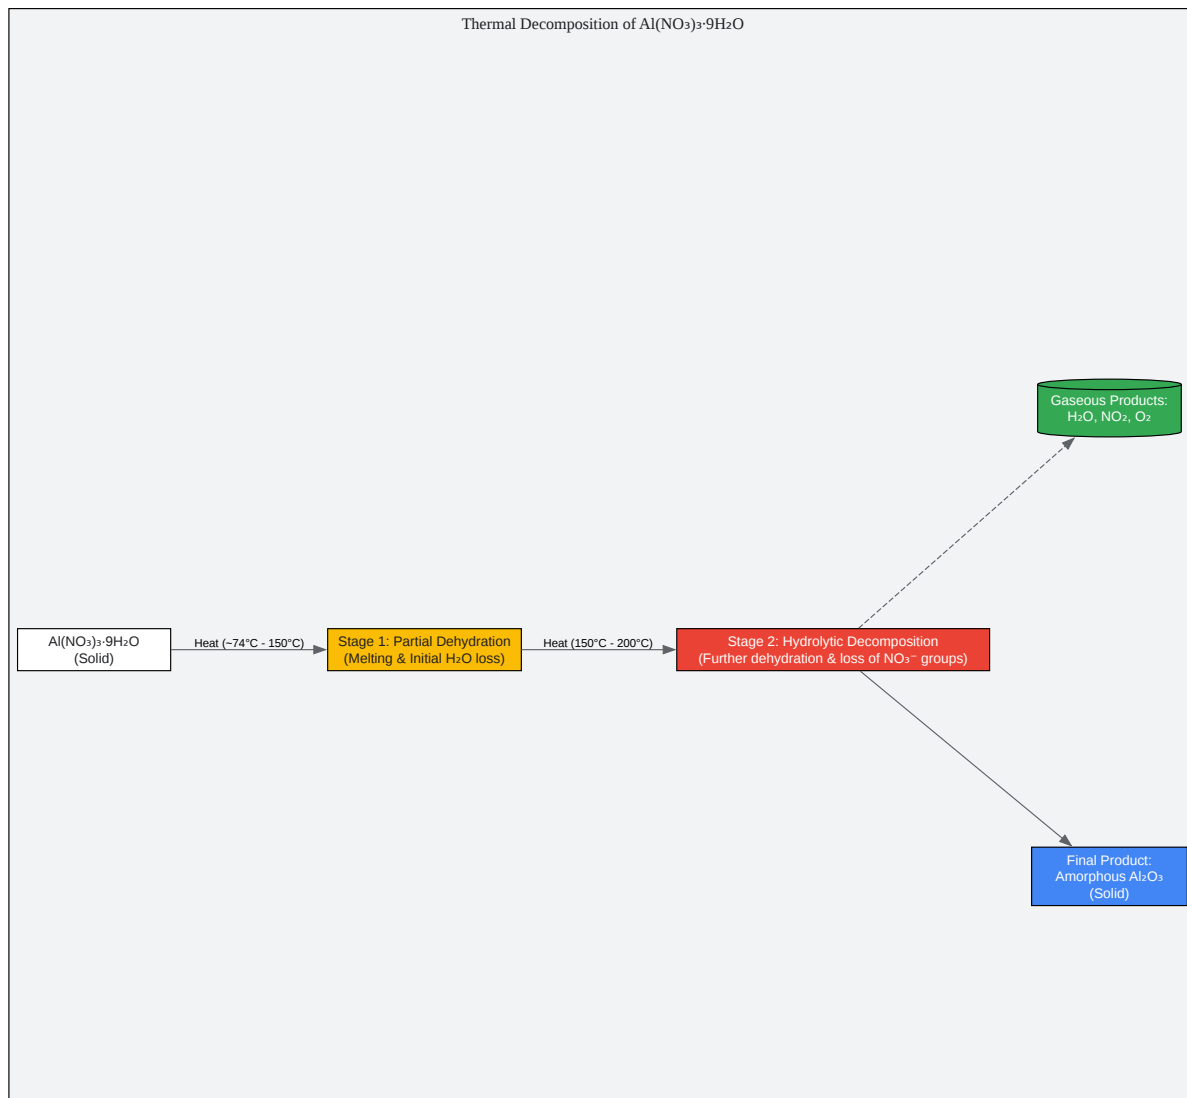 Thermal Decomposition of Al(NO₃)₃·9H₂O
Gaseous Products:
H₂O, NO₂, O₂
Al(NO₃)₃·9H₂O
(Solid)
Heat (~74°C - 150°C)
Stage 1: Partial Dehydration
(Melting & Initial H₂O loss)
Heat (150°C - 200°C)
Stage 2: Hydrolytic Decomposition
(Further dehydration & loss of NO₃⁻ groups)
Final Product:
Amorphous Al₂O₃
(Solid)